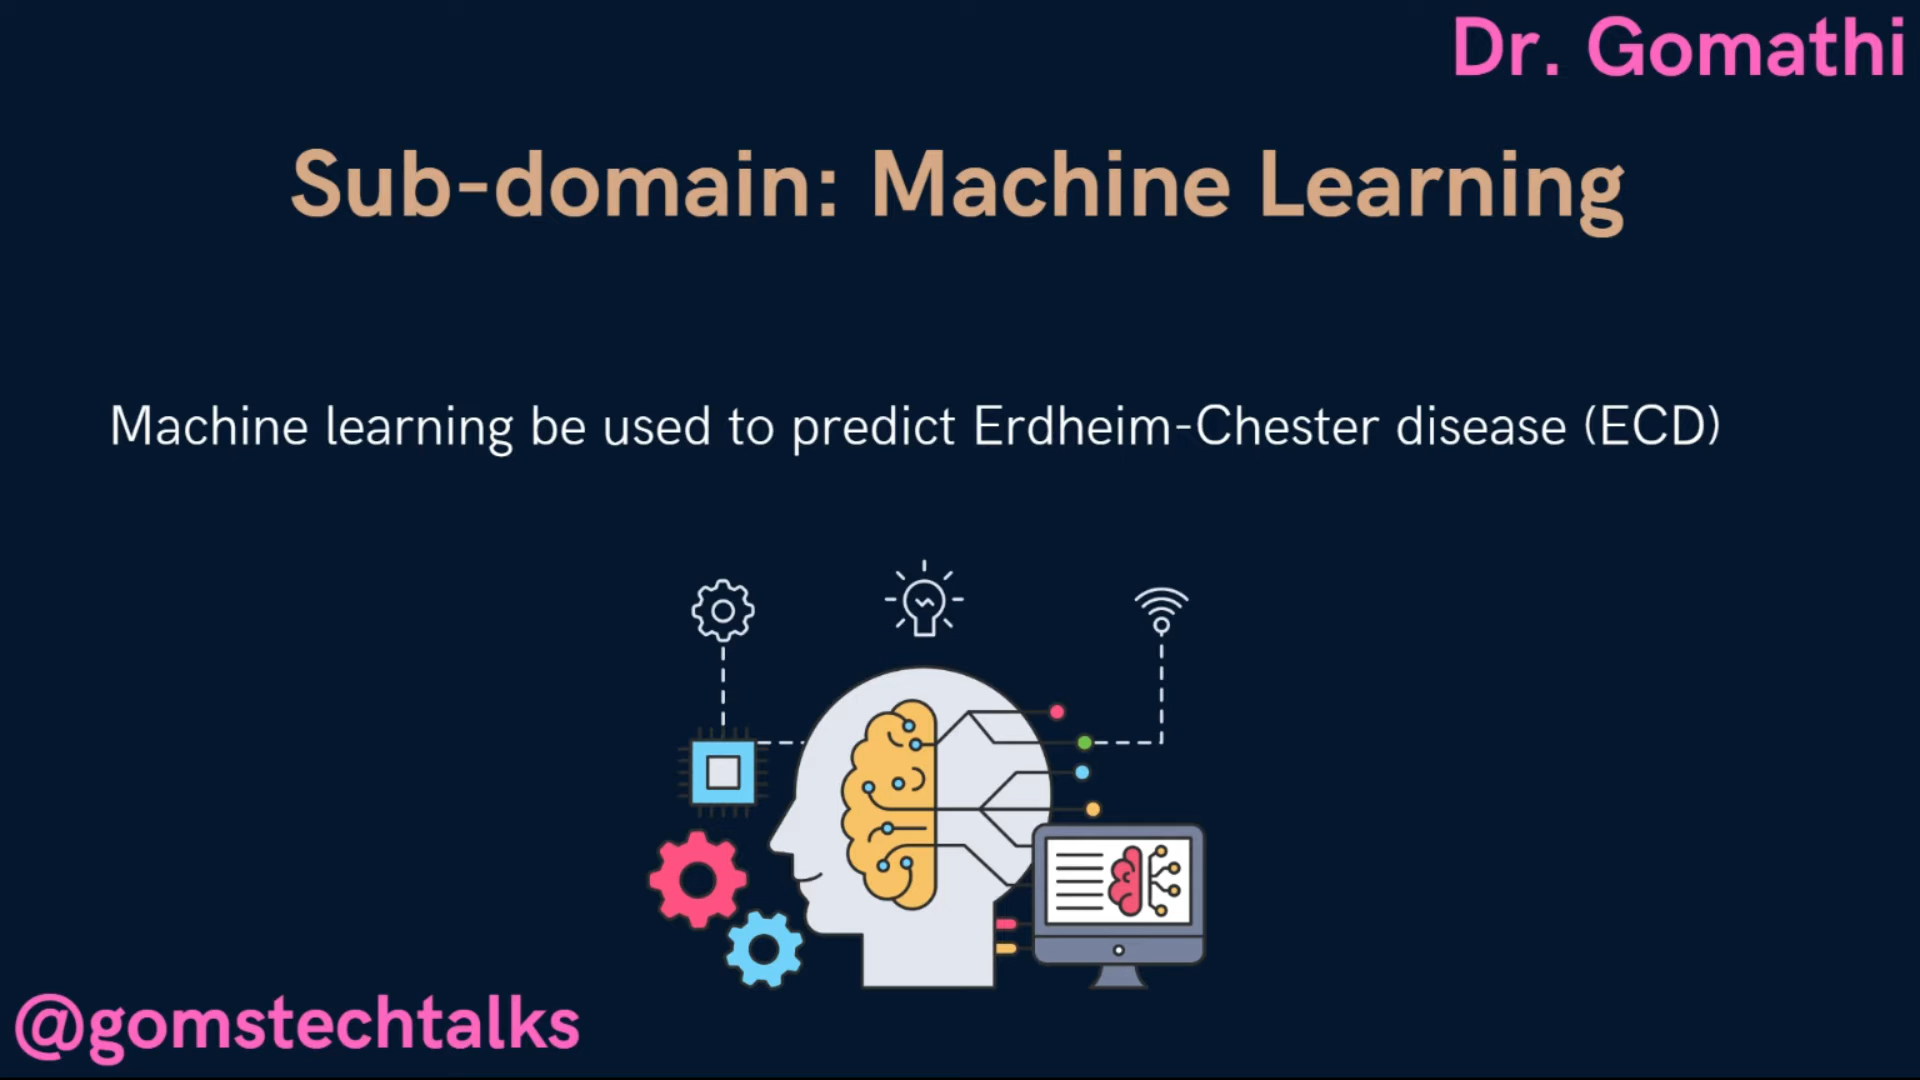 Dr. Gomathi
Sub-domain: Machine Learning
Machine learning be used to predict Erdheim-Chester disease (ECD)
@gomstechtalks